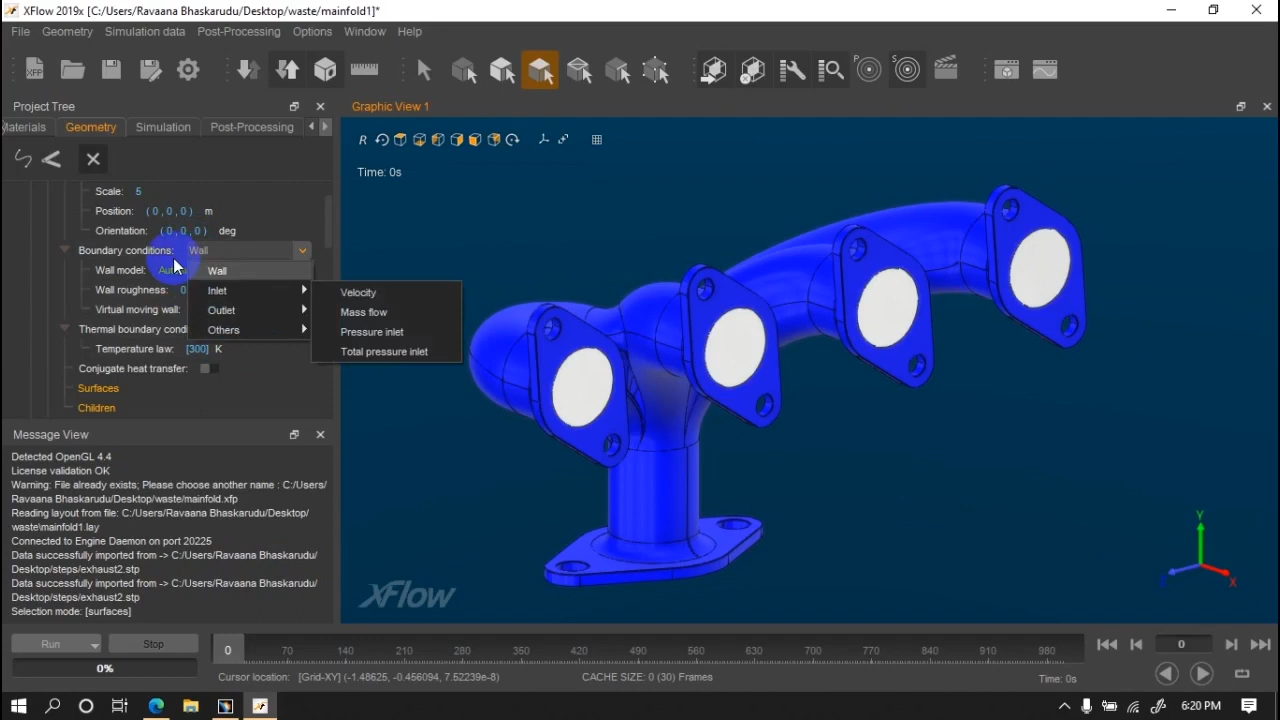 XFlow 2019x [C:/Users/Ravaana Bhaskarudu/Desktop/waste/mainfold1]*
File Geometry Simulation data Post-Processing Options Window Help
Project Tree
Graphic View 1
Materials Geometry Simulation Post-Processing
R
Time: 0s
Scale: 5
Position: ( 0 , 0 , 0 ) m
Orientation: ( 0 , 0 , 0 ) deg
Boundary conditions: Wall
Wall model:
Wall
Wall roughness: 0
Inlet
Velocity
Virtual moving wall:
Outlet
Mass flow
Others
Pressure inlet
Total pressure inlet
Temperature law: [300] K
Conjugate heat transfer:
Surfaces
Children
Message View
Detected OpenGL 4.4
License validation OK
Warning: File already exists; Please choose another name : C:/Users/
Ravaana Bhaskarudu/Desktop/waste/mainfold.xfp
Reading layout from file: C:/Users/Ravaana Bhaskarudu/Desktop/
waste\mainfold1.lay
Connected to Engine Daemon on port 20225
Data successfully imported from -> C:/Users/Ravaana Bhaskarudu/
Desktop/steps/exhaust2.stp
Data successfully imported from -> C:/Users/Ravaana Bhaskarudu/
Desktop/steps/exhaust2.stp
Selection mode: [surfaces]
XFlow
Y
X
Run Stop
0 70 140 210 280 350 420 490 560 630 700 770 840 910 980
0
0%
Cursor location: [Grid-XY] (-1.48625, -0.456094, 7.52239e-8)
CACHE SIZE: 0 (30) Frames
Time: 0s
6:20 PM